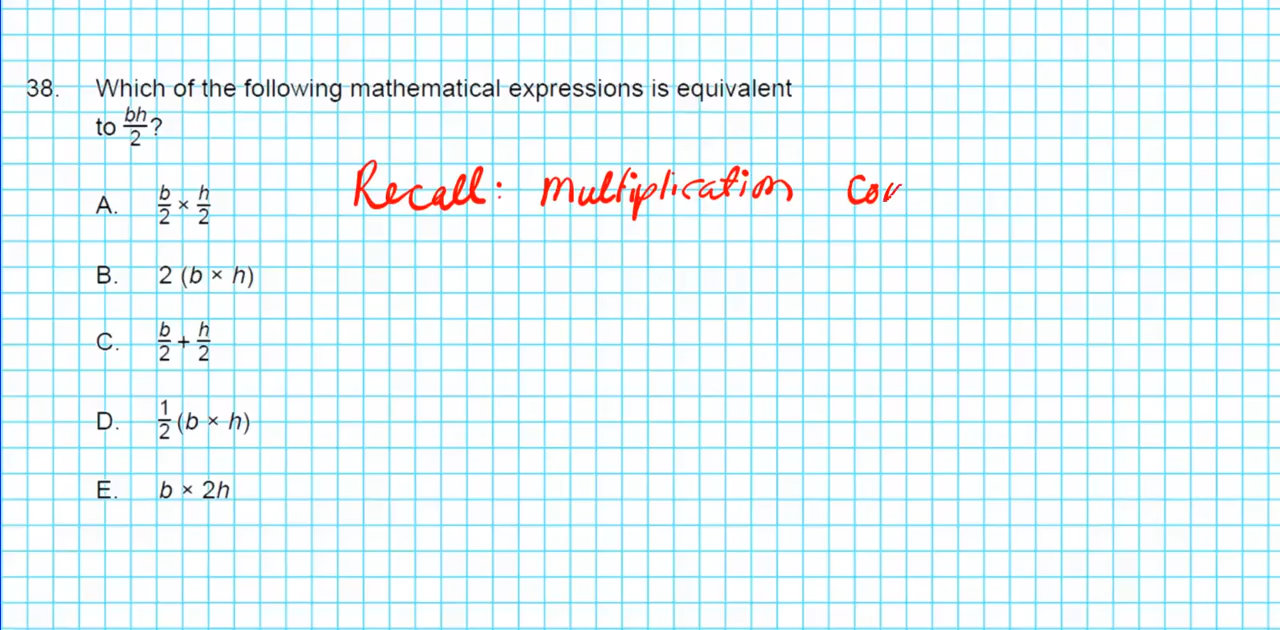 38. Which of the following mathematical expressions is equivalent
to bh/2?
Recall: multiplication
A. b/2 × h/2
B. 2 (b × h)
C. b/2 + h/2
D. 1/2 (b × h)
E. b × 2h